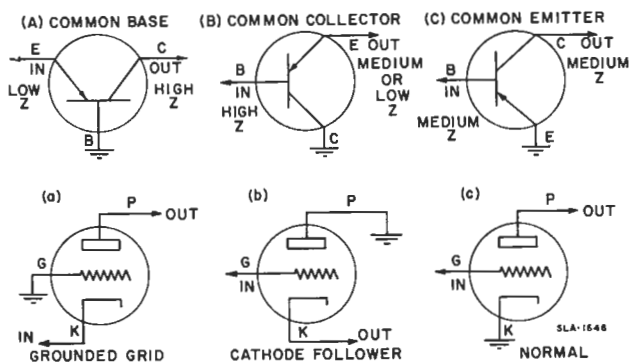 (A) COMMON BASE
E
IN
LOW
Z
C
OUT
HIGH
Z
B
(B) COMMON COLLECTOR
E OUT
MEDIUM
OR
LOW
Z
B
IN
HIGH
Z
C
(C) COMMON EMITTER
C OUT
MEDIUM
Z
B
IN
MEDIUM
Z
E
(a)
P
OUT
G
IN
K
GROUNDED GRID
(b)
P
G
IN
K
OUT
CATHODE FOLLOWER
(c)
P
OUT
G
IN
K
SLA-1646
NORMAL